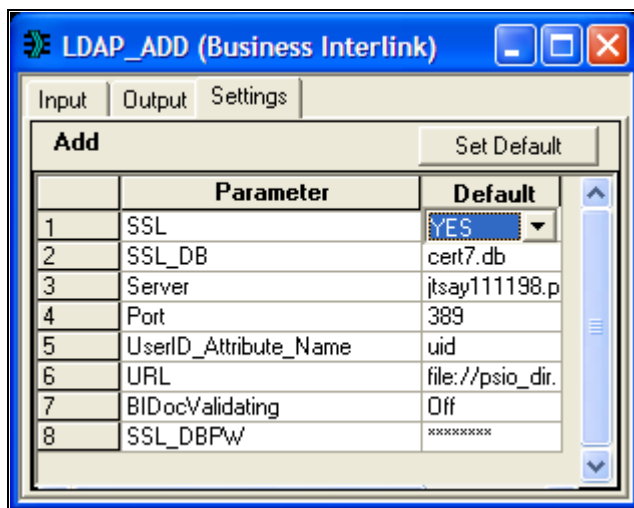 LDAP_ADD (Business Interlink)
Input Output Settings
Add Set Default
Parameter Default
1 SSL YES
2 SSL_DB cert7.db
3 Server jtsay111198.p
4 Port 389
5 UserID_Attribute_Name uid
6 URL file://psio_dir.
7 BIDocValidating Off
8 SSL_DBPW ********